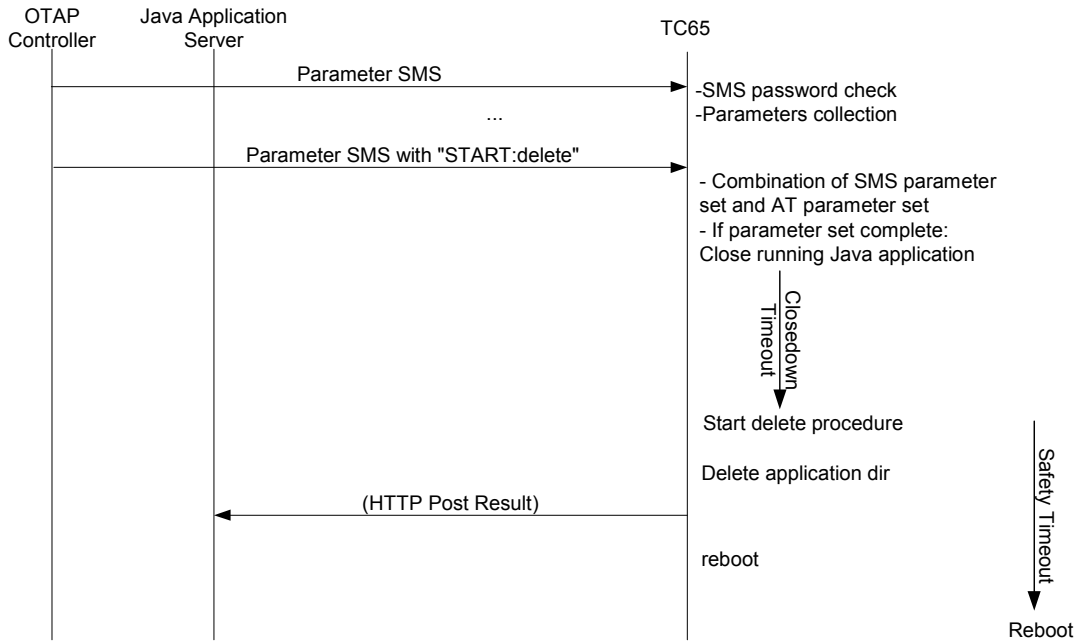 OTAP
Controller
Java Application
Server
TC65
Parameter SMS
-SMS password check
-Parameters collection
...
Parameter SMS with "START:delete"
- Combination of SMS parameter
set and AT parameter set
- If parameter set complete:
Close running Java application
Closedown
Timeout
Start delete procedure
Delete application dir
(HTTP Post Result)
reboot
Safety Timeout
Reboot